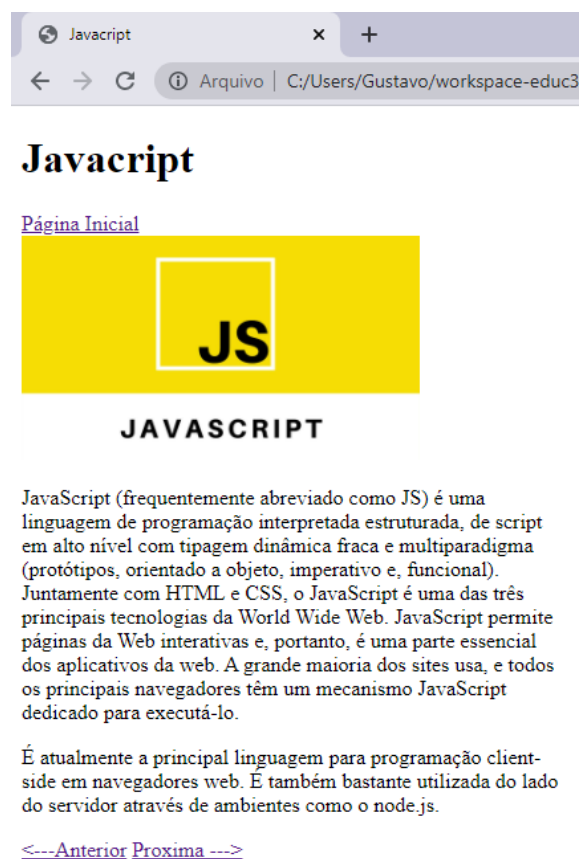 Javacript
Arquivo | C:/Users/Gustavo/workspace-educ3
Javacript
Página Inicial
JS
JAVASCRIPT
JavaScript (frequentemente abreviado como JS) é uma
linguagem de programação interpretada estruturada, de script
em alto nível com tipagem dinâmica fraca e multiparadigma
(protótipos, orientado a objeto, imperativo e, funcional).
Juntamente com HTML e CSS, o JavaScript é uma das três
principais tecnologias da World Wide Web. JavaScript permite
páginas da Web interativas e, portanto, é uma parte essencial
dos aplicativos da web. A grande maioria dos sites usa, e todos
os principais navegadores têm um mecanismo JavaScript
dedicado para executá-lo.
É atualmente a principal linguagem para programação client-
side em navegadores web. É também bastante utilizada do lado
do servidor através de ambientes como o node.js.
<---Anterior Proxima --->